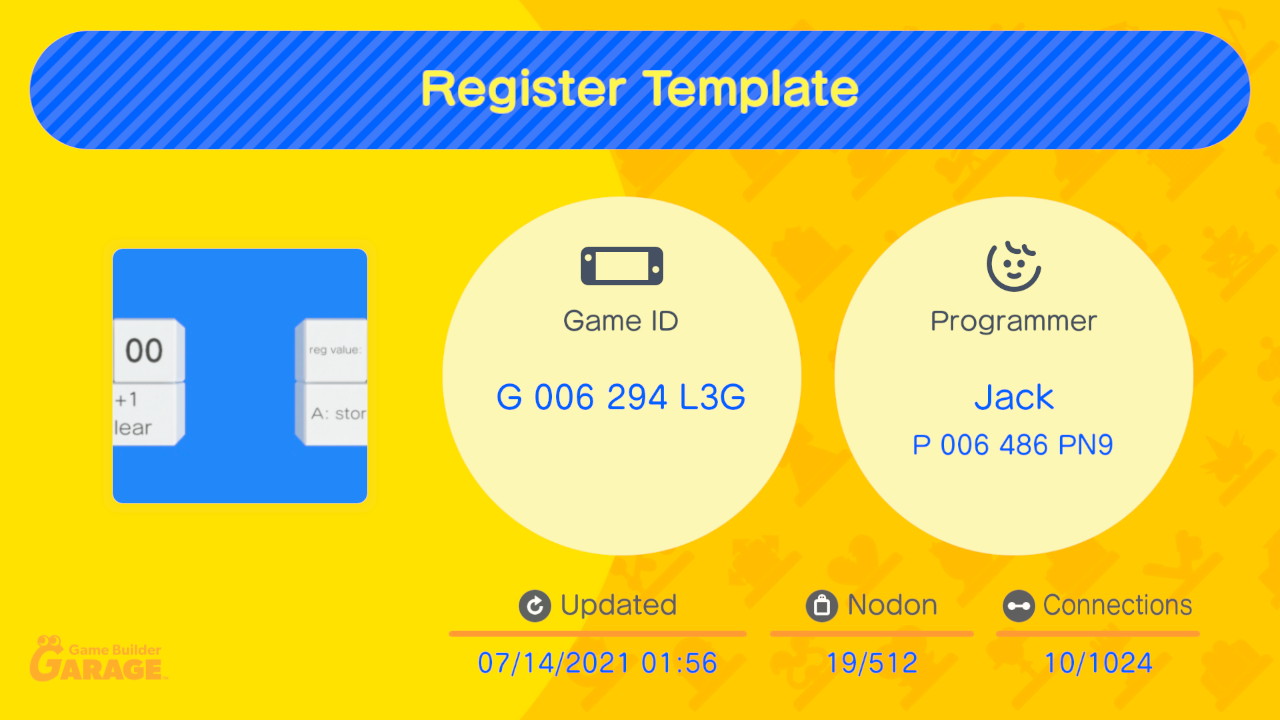 Register Template
00
+1
lear
reg value:
A: stor
Game ID
G 006 294 L3G
Programmer
Jack
P 006 486 PN9
Updated
07/14/2021 01:56
Nodon
19/512
Connections
10/1024
Game Builder
GARAGE